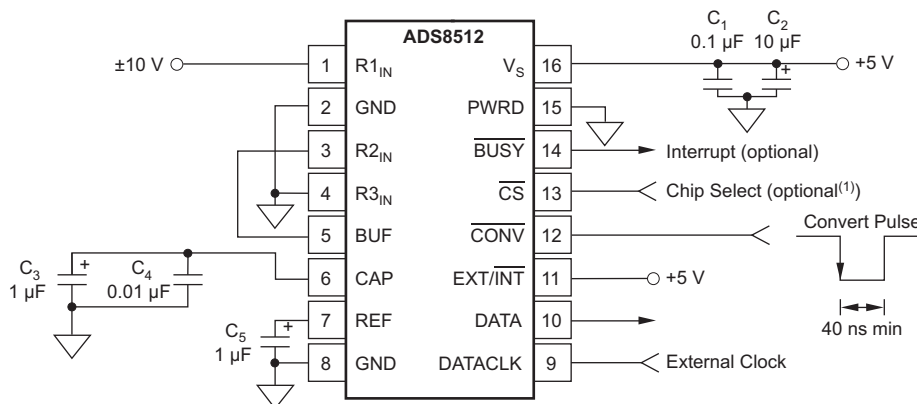 ADS8512
±10 V
1 R1IN
2 GND
3 R2IN
4 R3IN
5 BUF
6 CAP
7 REF
8 GND
VS 16
PWRD 15
BUSY 14
CS 13
CONV 12
EXT/INT 11
DATA 10
DATACLK 9
C1
0.1 µF
C2
10 µF
+
+5 V
Interrupt (optional)
Chip Select (optional(1))
Convert Pulse
40 ns min
+5 V
External Clock
C3
1 µF
+
C4
0.01 µF
C5
1 µF
+